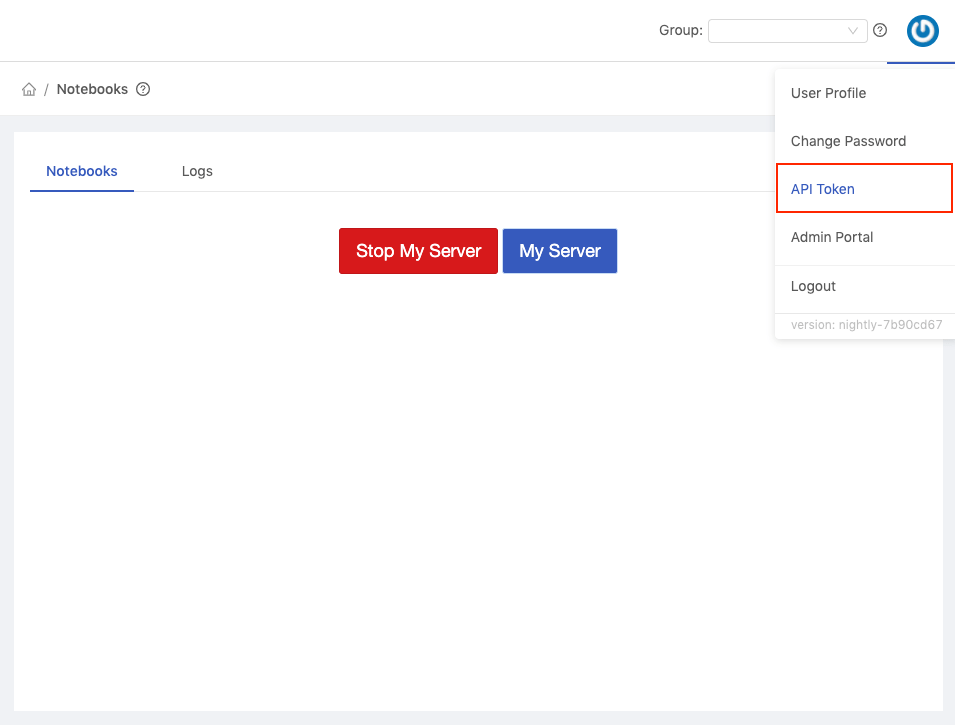 Group:
/ Notebooks
User Profile
Change Password
API Token
Admin Portal
Logout
version: nightly-7b90cd67
Notebooks Logs
Stop My Server My Server